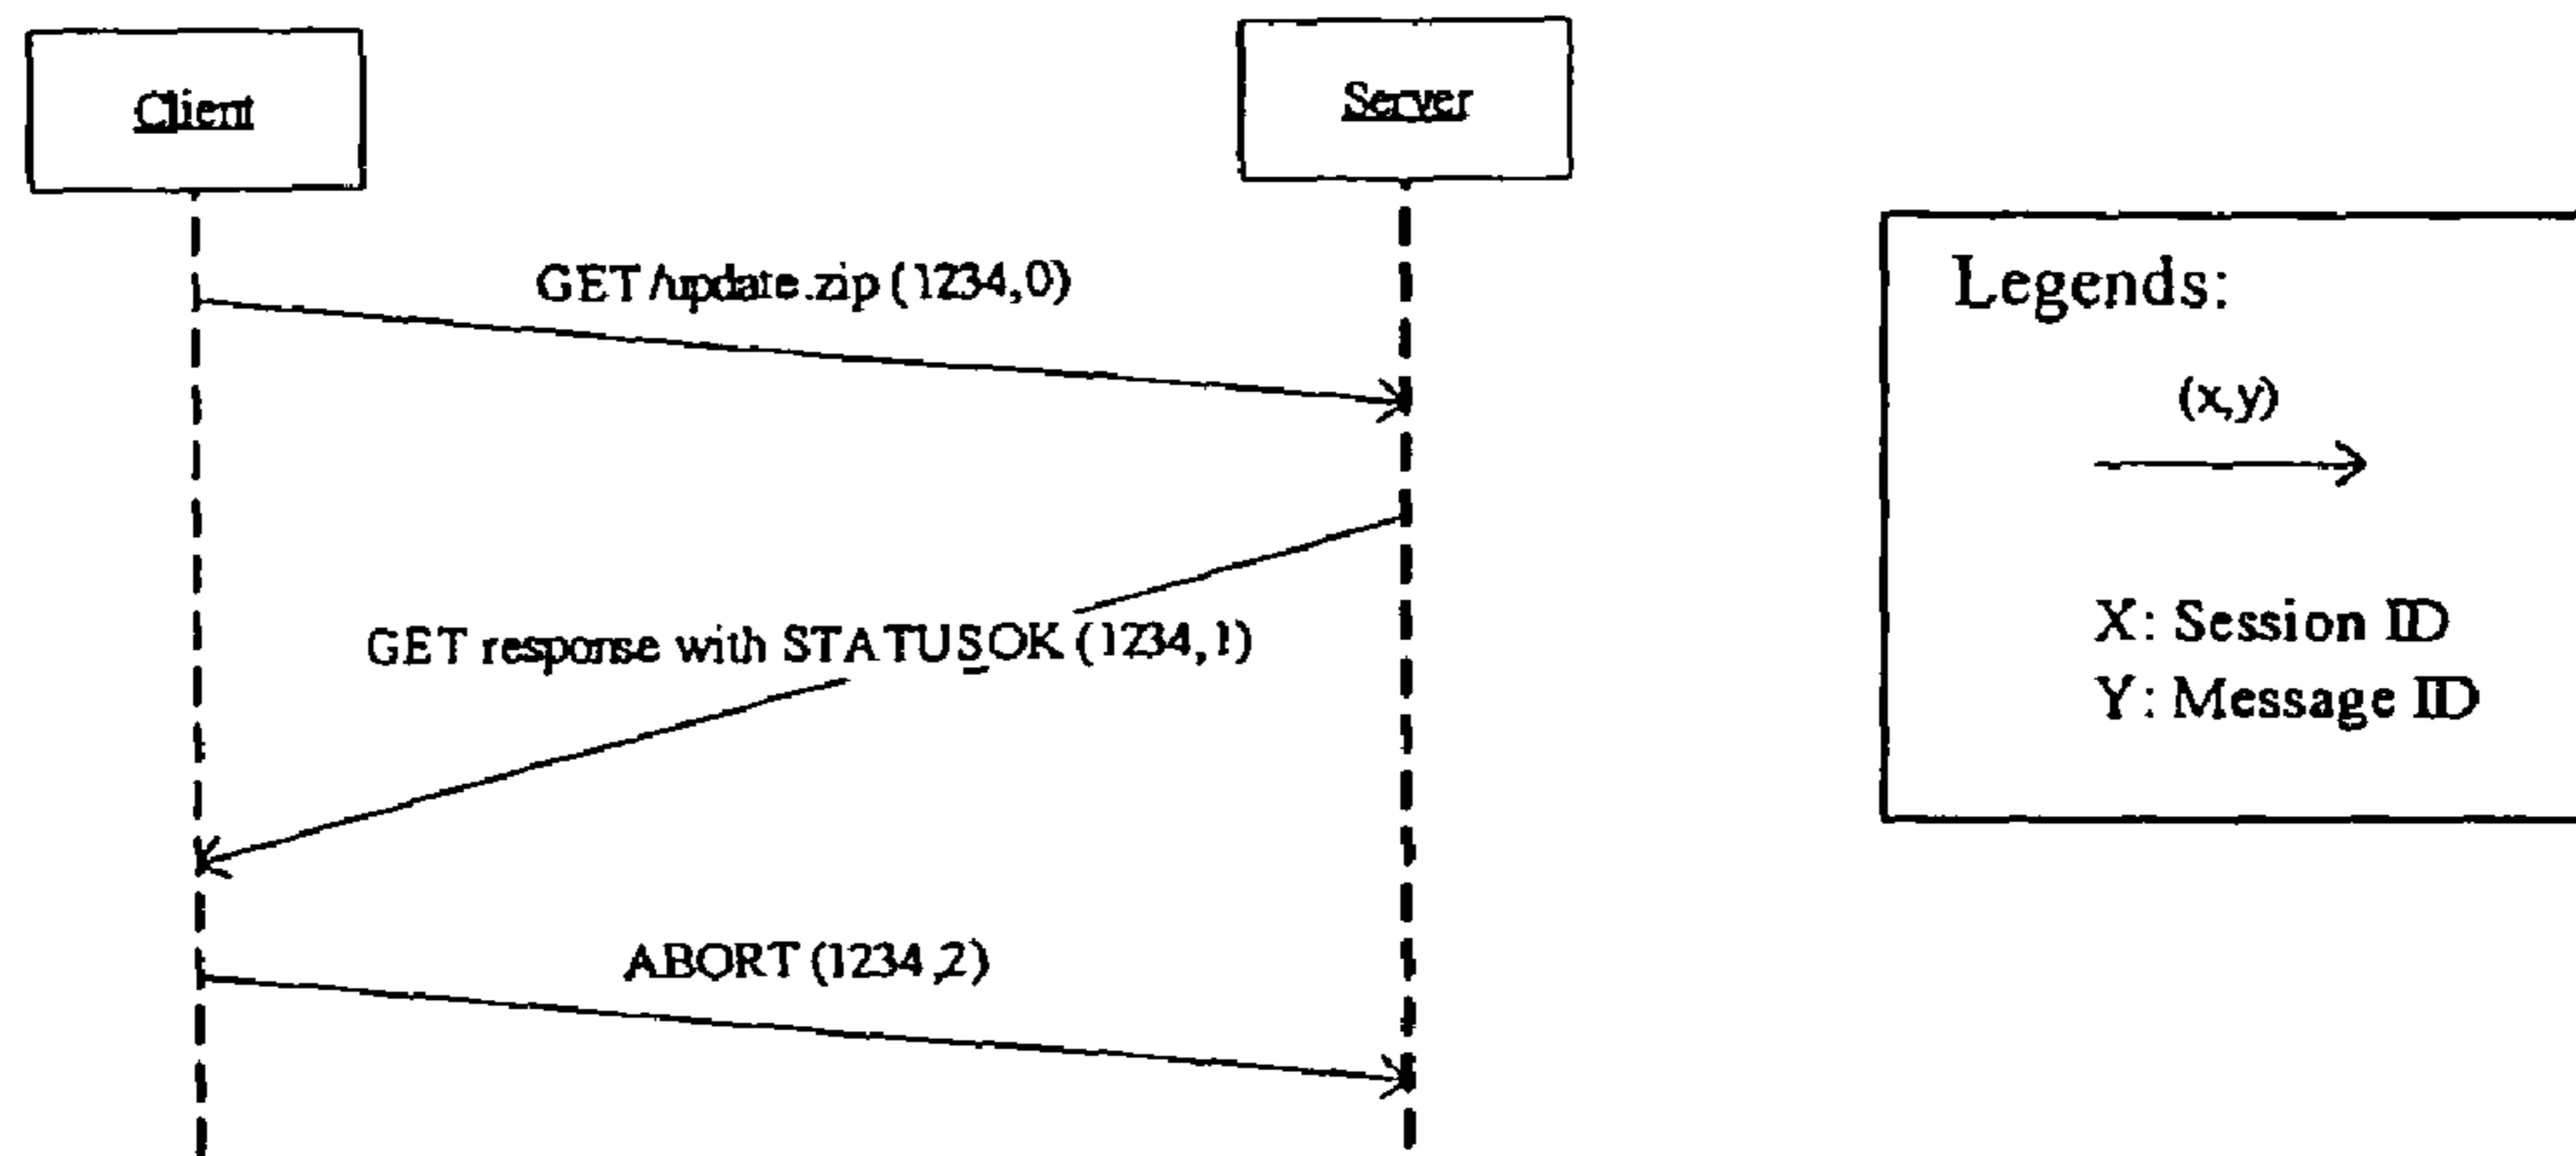 Client
Server
GET /update.zip (1234,0)
GET response with STATUSOK (1234,1)
ABORT (1234,2)
Legends:
(x,y)
X: Session ID
Y: Message ID